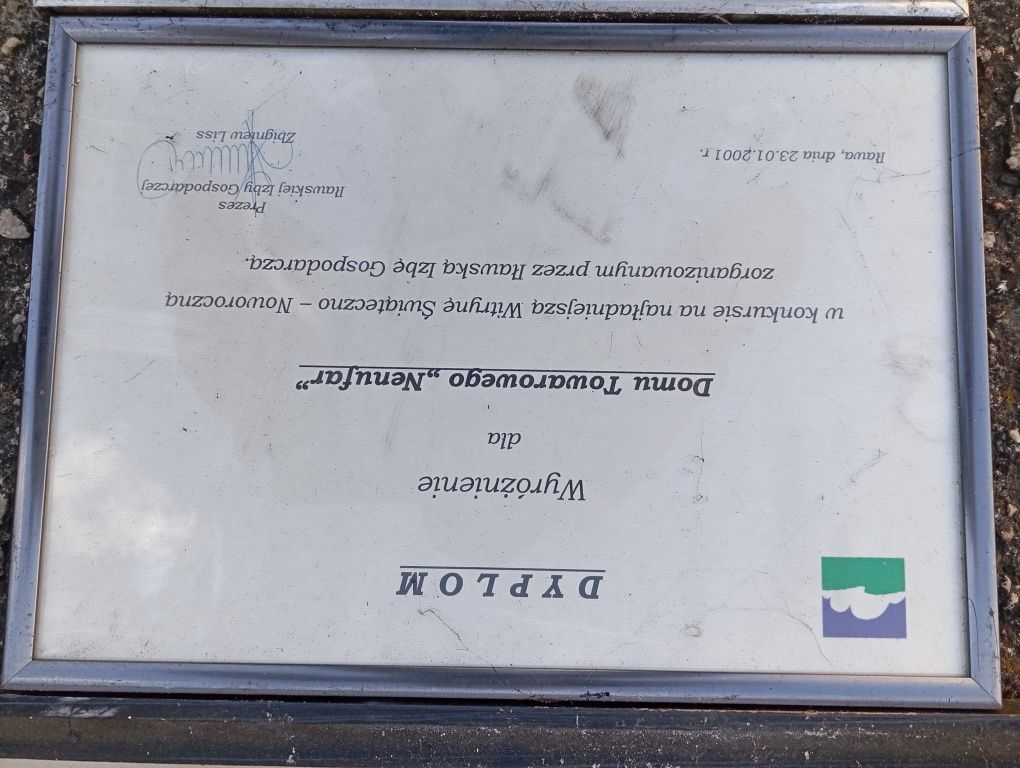 DYPLOM
Wyróżnienie
dla
Domu Towarowego „Nenufar”
w konkursie na najładniejszą Witrynę Świąteczno – Noworoczną
zorganizowanym przez Rawską Izbę Gospodarczą.
Rawa, dnia 23.01.2001 r.
Prezes
Rawskiej Izby Gospodarczej
Zbigniew Liss